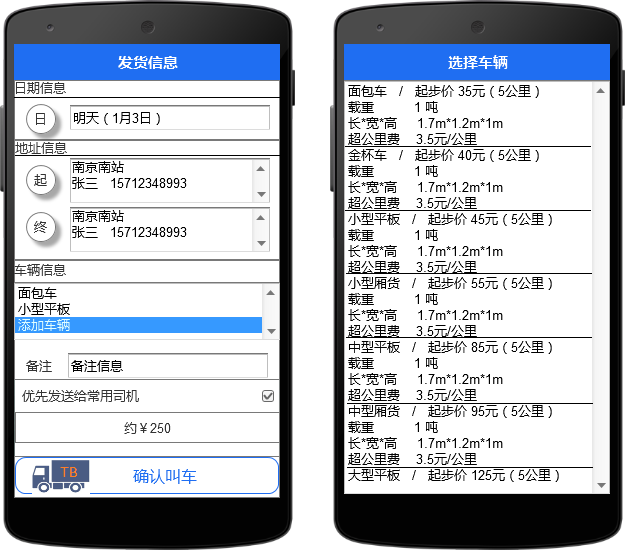 发货信息
日期信息
日 明天（1月3日）
地址信息
起 南京南站
张三 15712348993
终 南京南站
张三 15712348993
车辆信息
面包车
小型平板
添加车辆
备注 备注信息
优先发送给常用司机
约￥250
TB 确认叫车
选择车辆
面包车 / 起步价 35元（5公里）
载重 1 吨
长*宽*高 1.7m*1.2m*1m
超公里费 3.5元/公里
金杯车 / 起步价 40元（5公里）
载重 1 吨
长*宽*高 1.7m*1.2m*1m
超公里费 3.5元/公里
小型平板 / 起步价 45元（5公里）
载重 1 吨
长*宽*高 1.7m*1.2m*1m
超公里费 3.5元/公里
小型厢货 / 起步价 55元（5公里）
载重 1 吨
长*宽*高 1.7m*1.2m*1m
超公里费 3.5元/公里
中型平板 / 起步价 85元（5公里）
载重 1 吨
长*宽*高 1.7m*1.2m*1m
超公里费 3.5元/公里
中型厢货 / 起步价 95元（5公里）
载重 1 吨
长*宽*高 1.7m*1.2m*1m
超公里费 3.5元/公里
大型平板 / 起步价 125元（5公里）